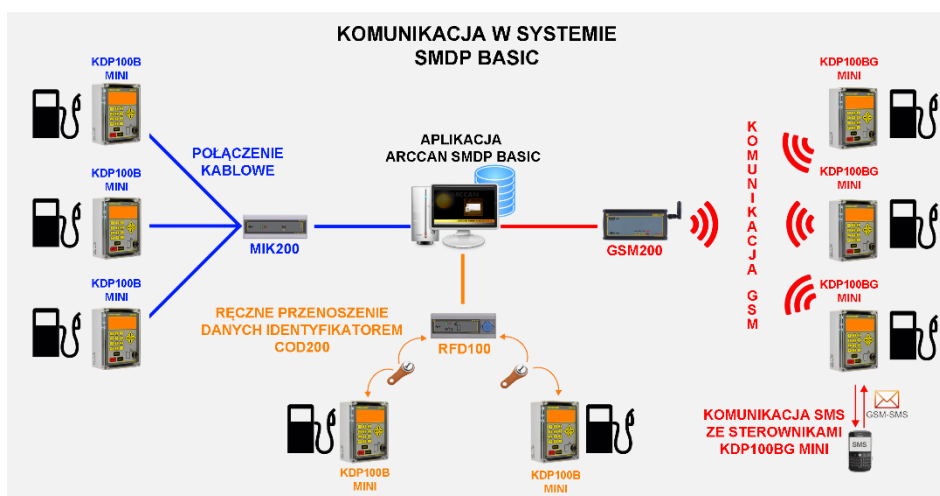 KOMUNIKACJA W SYSTEMIE
SMDP BASIC
KDP100B
MINI
KDP100B
MINI
KDP100B
MINI
POŁĄCZENIE
KABLOWE
MIK200
APLIKACJA
ARCCAN SMDP BASIC
GSM200
KOMUNIKACJA GSM
KDP100BG
MINI
KDP100BG
MINI
KDP100BG
MINI
RĘCZNE PRZENOSZENIE
DANYCH IDENTYFIKATOREM
COD200
RFD100
KDP100B
MINI
KDP100B
MINI
KOMUNIKACJA SMS
ZE STEROWNIKAMI
KDP100BG MINI
GSM-SMS
SMS